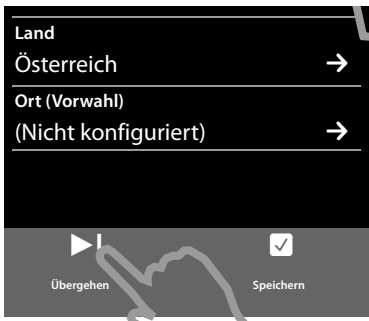 Land
Österreich
Ort (Vorwahl)
(Nicht konfiguriert)
Übergehen
Speichern